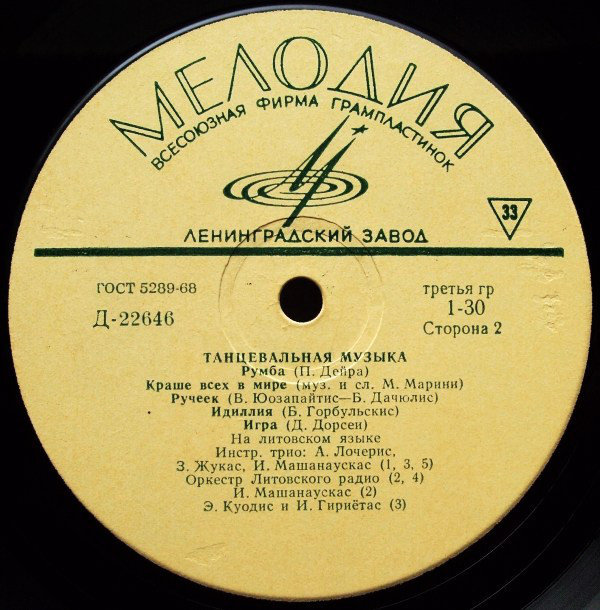 МЕЛОДИЯ
ВСЕСОЮЗНАЯ ФИРМА ГРАМПЛАСТИНОК
33
ЛЕНИНГРАДСКИЙ ЗАВОД
ГОСТ 5289-68
третья гр
Д-22646
1-30
Сторона 2
ТАНЦЕВАЛЬНАЯ МУЗЫКА
Румба (П. Дейра)
Краше всех в мире (муз. и сл. М. Марини)
Ручеек (В. Юозапайтис—Б. Дачюлис)
Идиллия (Б. Горбульскис)
Игра (Д. Дорсеи)
На литовском языке
Инстр. трио: А. Лочерис,
З. Жукас, И. Машанаускас (1, 3, 5)
Оркестр Литовского радио (2, 4)
И. Машанаускас (2)
Э. Куодис и И. Гириётас (3)